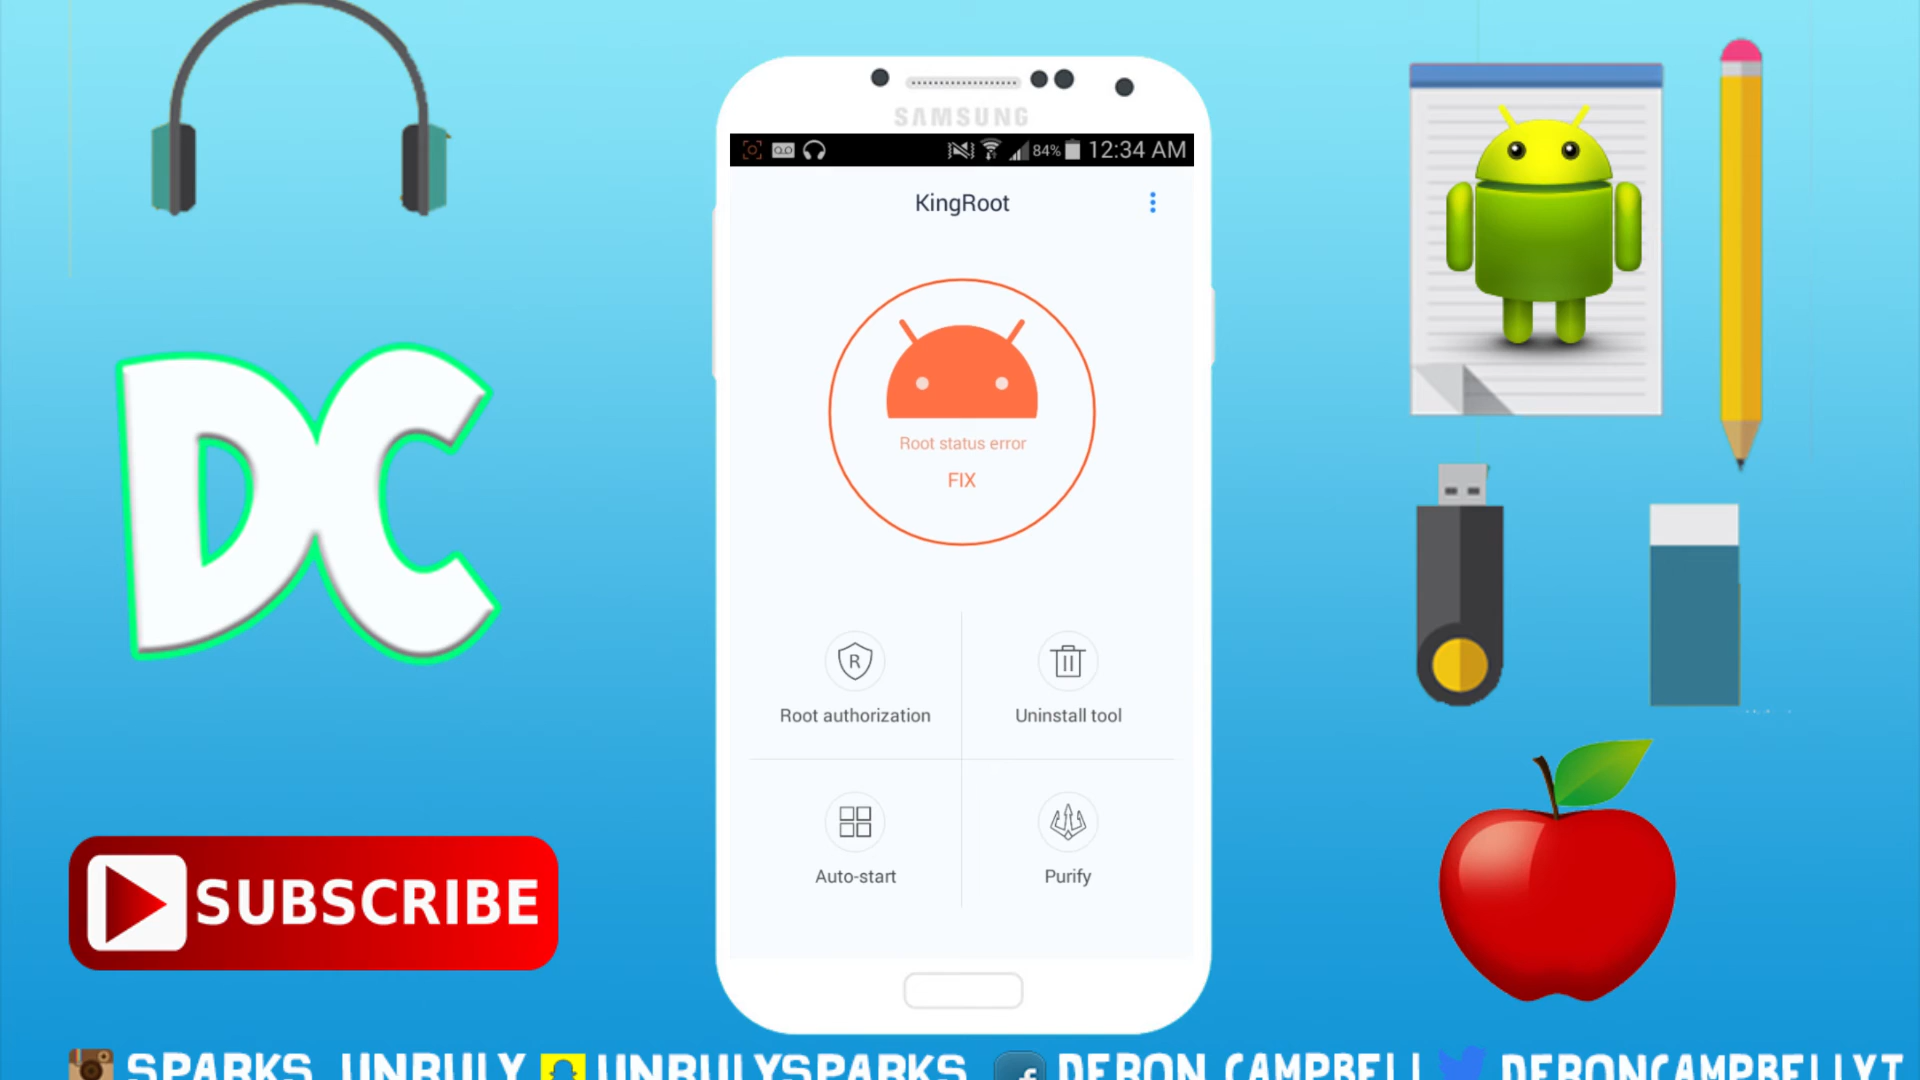 SAMSUNG
84% 12:34 AM
KingRoot
Root status error
FIX
R
Root authorization
Uninstall tool
Auto-start
Purify
DC
SUBSCRIBE
SPARKS_UNRULY UNRULYSPARKS DERON CAMPBELL DERONCAMPBELLYT